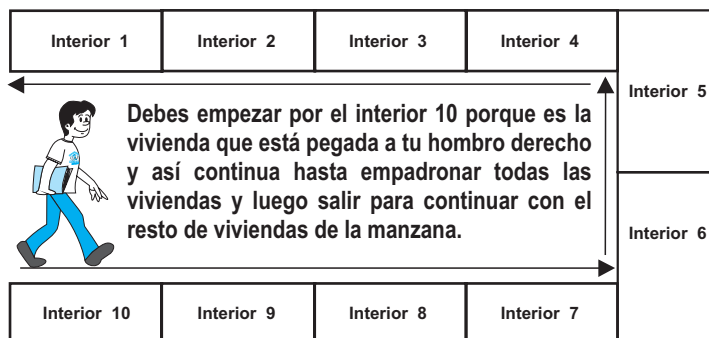 Interior 1
Interior 2
Interior 3
Interior 4
Interior 5
Debes empezar por el interior 10 porque es la
vivienda que está pegada a tu hombro derecho
y así continua hasta empadronar todas las
viviendas y luego salir para continuar con el
resto de viviendas de la manzana.
Interior 6
Interior 10
Interior 9
Interior 8
Interior 7